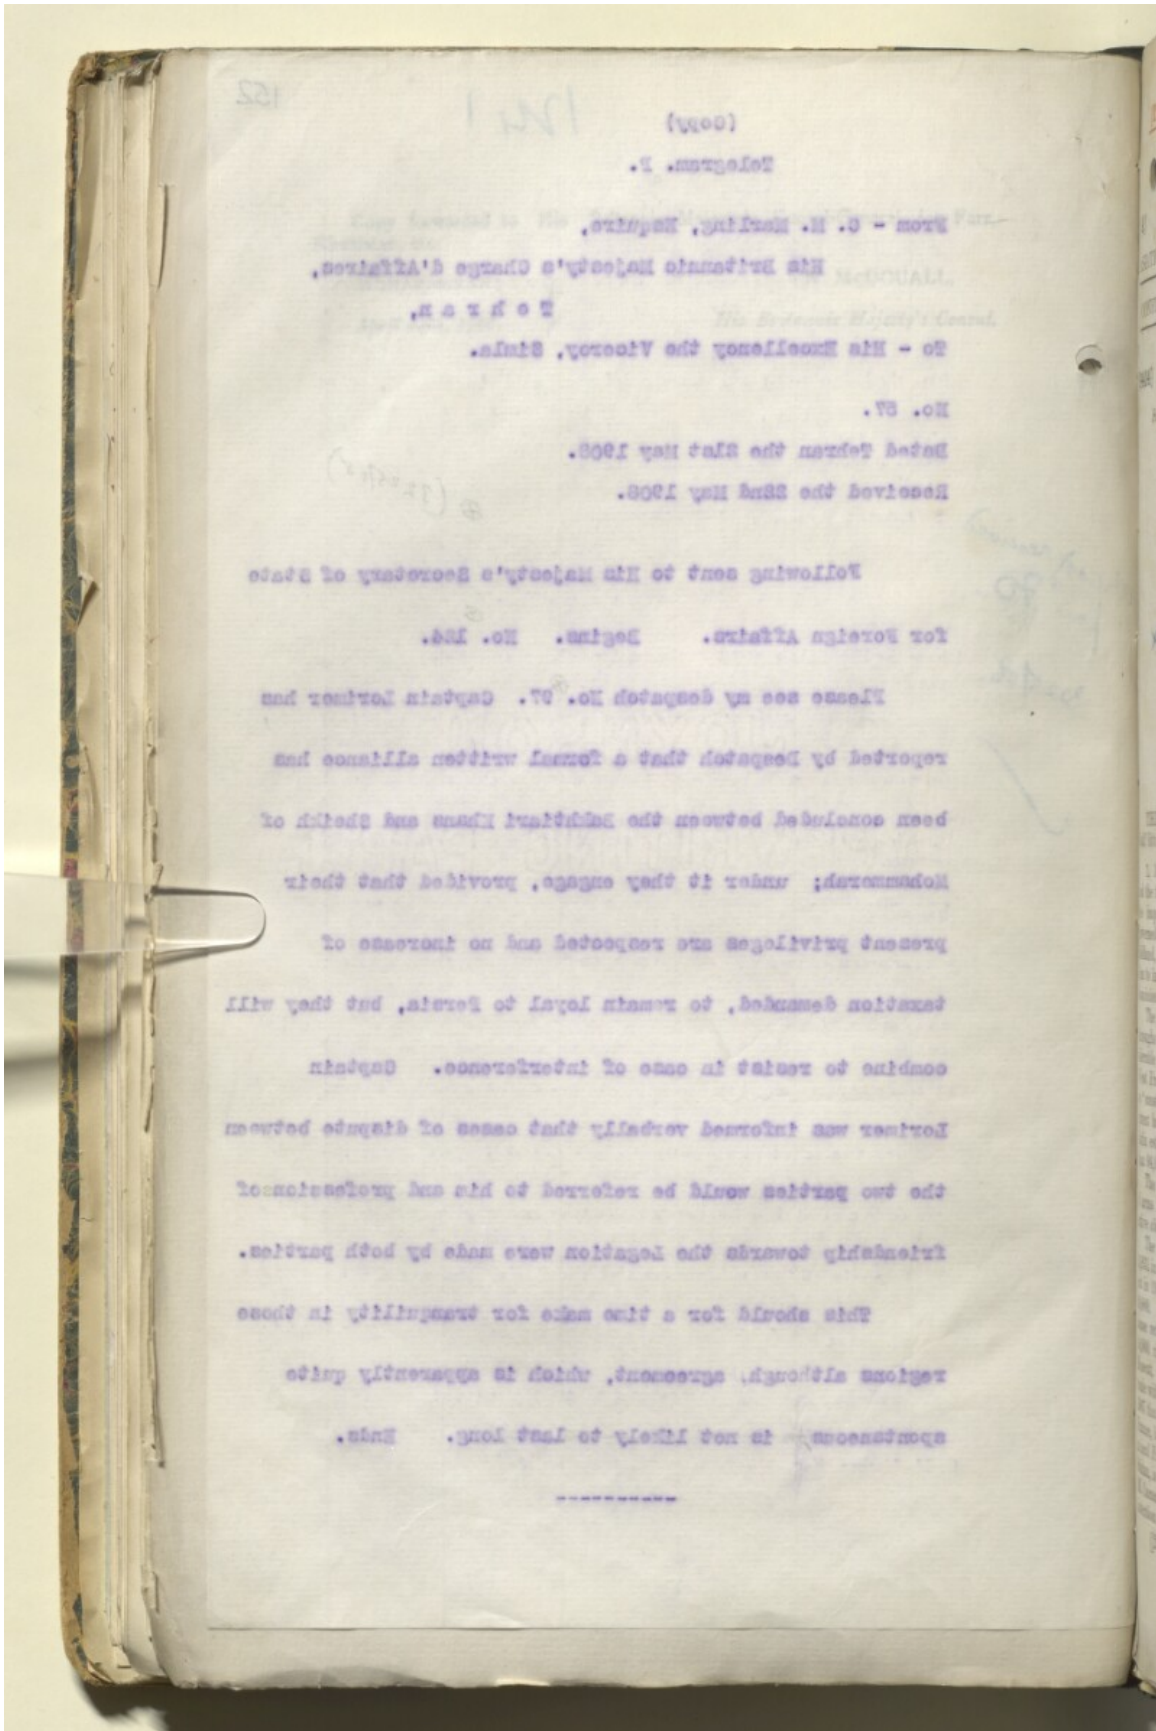 (Copy)
Telegram. P.
From - C. M. Marling, Esquire,
His Britannic Majesty's Charge d'Affaires,
Tehran,
To - His Excellency the Viceroy, Simla.
No. 57.
Dated Tehran the 21st May 1908.
Received the 22nd May 1908.
Following sent to His Majesty's Secretary of State
for Foreign Affairs. Begins. No. 124.
Please see my despatch No. 97. Captain Lorimer has
reported by Despatch that a formal written alliance has
been concluded between the Bakhtiari Khans and Sheikh of
Mohammerah; under it they engage, provided that their
present privileges are respected and no increase of
taxation demanded, to remain loyal to Persia, but they will
combine to resist in case of interference. Captain
Lorimer was informed verbally that cases of dispute between
the two parties would be referred to him and profession of
friendship towards the Legation were made by both parties.
This should for a time make for tranquility in those
regions although, agreement, which is apparently quite
spontaneous is not likely to last long. Ends.
-----------
152